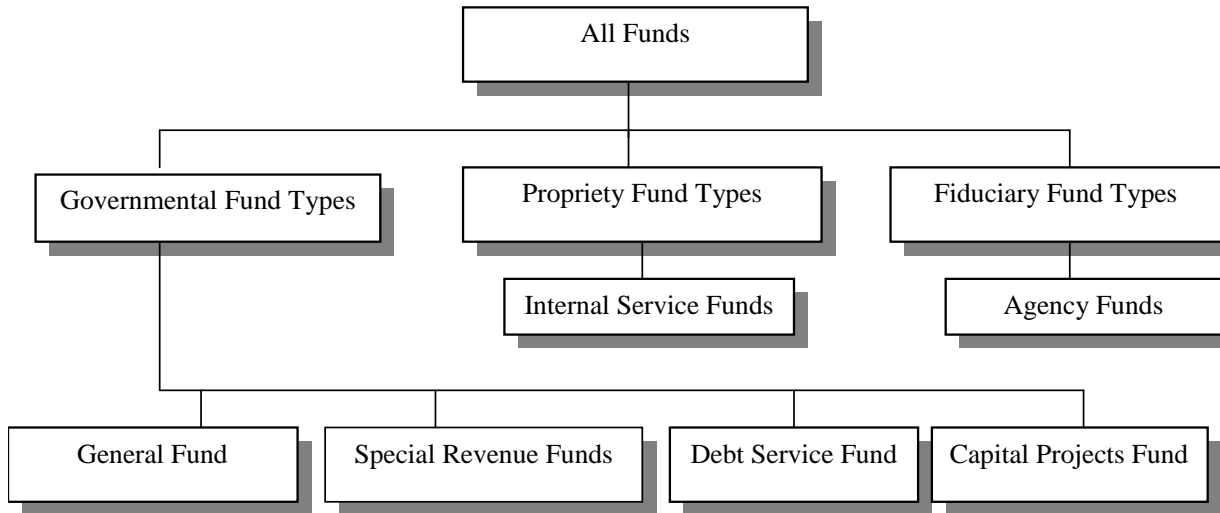 All Funds
Governmental Fund Types
Propriety Fund Types
Fiduciary Fund Types
Internal Service Funds
Agency Funds
General Fund
Special Revenue Funds
Debt Service Fund
Capital Projects Fund